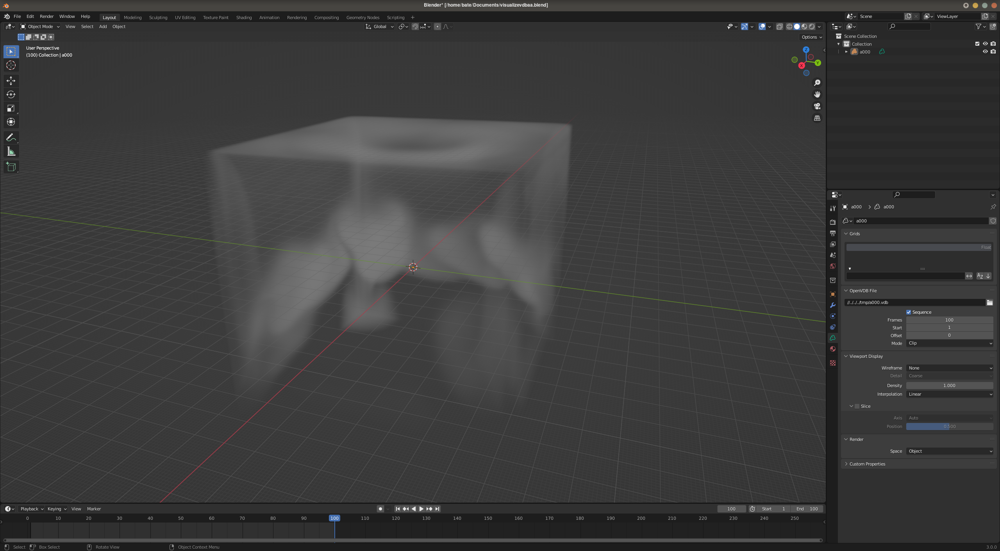 Blender* [/home/bate/Documents/visualizevdbaa.blend]
File Edit Render Window Help Layout Modeling Sculpting UV Editing Texture Paint Shading Animation Rendering Compositing Geometry Nodes Scripting + Scene ViewLayer
Object Mode View Select Add Object Global
Options
User Perspective
(100) Collection | a000
Z
Y
X
Scene Collection
Collection
a000
a000 > a000
a000
Grids
Float
AZ
OpenVDB File
//../../../tmp/a000.vdb
Sequence
Frames 100
Start 1
Offset 0
Mode Clip
Viewport Display
Wireframe None
Detail Coarse
Density 1.000
Interpolation Linear
Slice
Axis Auto
Position 0.500
Render
Space Object
Custom Properties
Playback Keying View Marker 100 Start 1 End 100
0 10 20 30 40 50 60 70 80 90 100 110 120 130 140 150 160 170 180 190 200 210 220 230 240 250
Select Box Select Rotate View Object Context Menu 3.0.0